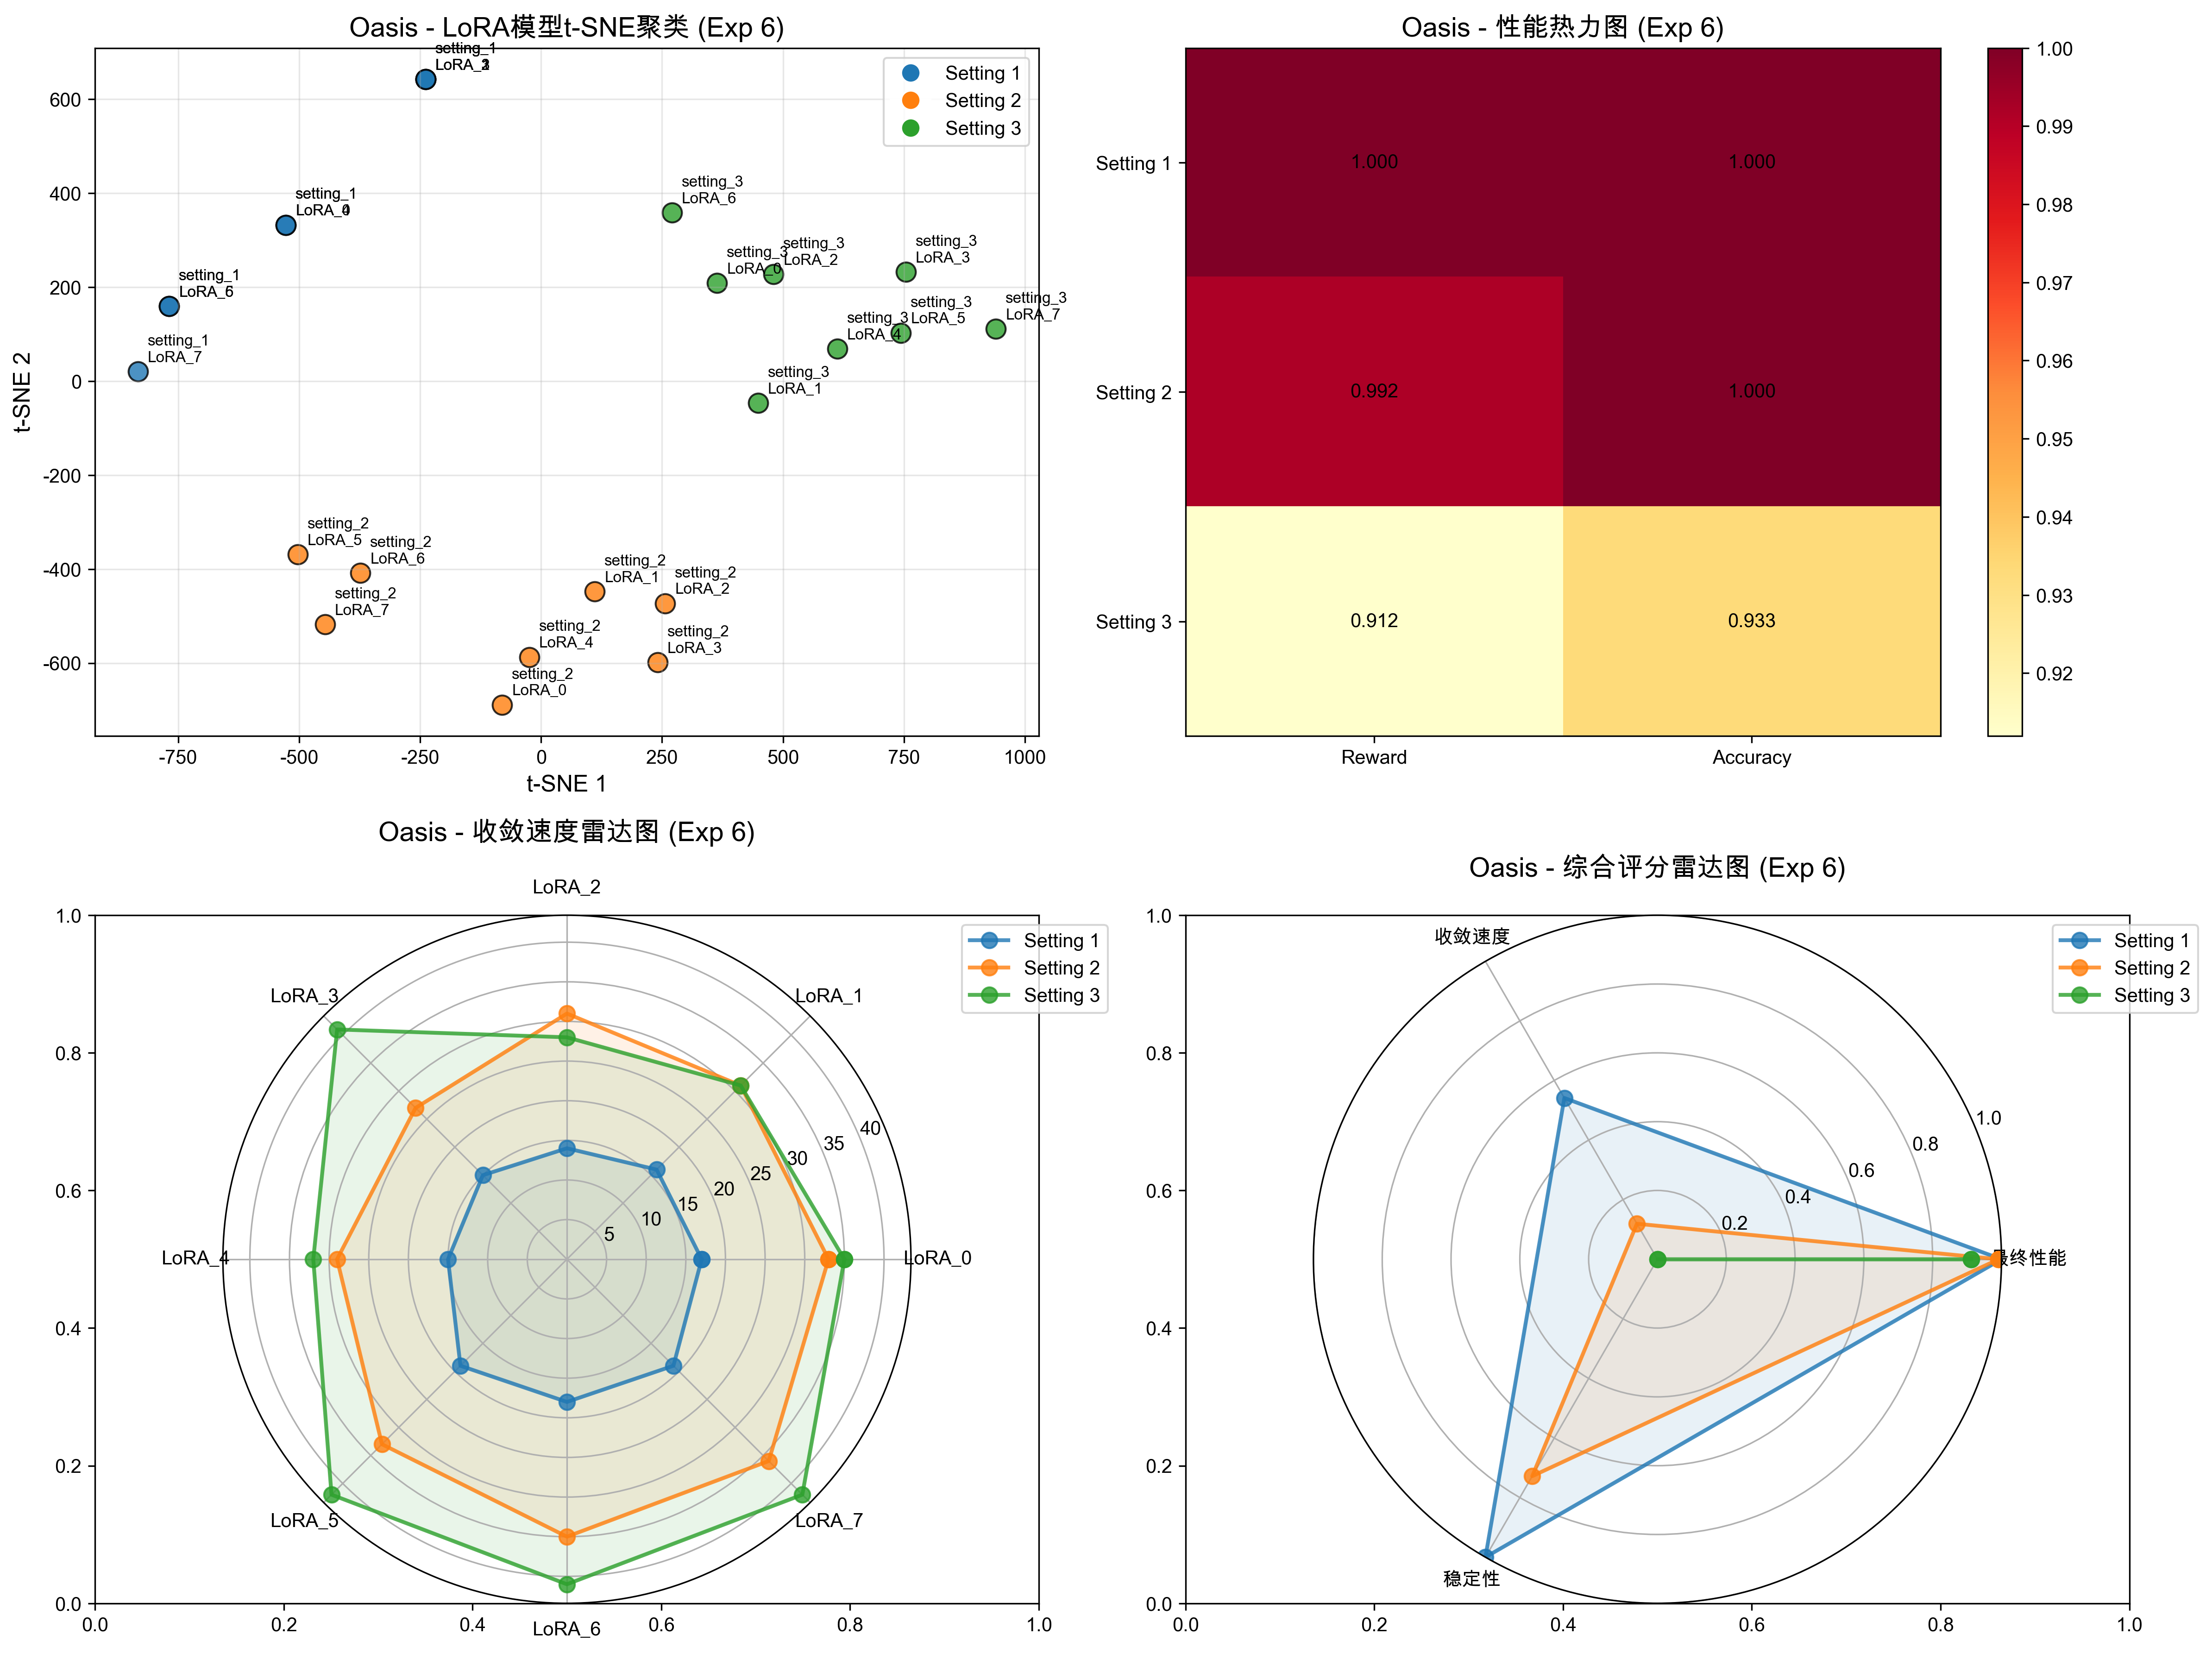 Oasis - LoRA模型t-SNE聚类 (Exp 6)
setting_1
setting_1
LoRA_6
setting_1
LoRA_7
setting_3
LoRA_6
setting_3
LoRA_0
setting_3
LoRA_2
setting_3
LoRA_3
setting_3
LoRA_4
setting_3
LoRA_5
setting_3
LoRA_7
setting_3
LoRA_1
setting_2
LoRA_5
setting_2
LoRA_6
setting_2
LoRA_7
setting_2
LoRA_1
setting_2
LoRA_2
setting_2
LoRA_4
setting_2
LoRA_3
setting_2
LoRA_0
Setting 1
Setting 2
Setting 3
600
400
200
0
-200
-400
-600
t-SNE 2
-750
-500
-250
0
250
500
750
1000
t-SNE 1
Oasis - 性能热力图 (Exp 6)
Setting 1
1.000
1.000
Setting 2
0.992
1.000
Setting 3
0.912
0.933
Reward
Accuracy
1.00
0.99
0.98
0.97
0.96
0.95
0.94
0.93
0.92
Oasis - 收敛速度雷达图 (Exp 6)
LoRA_2
LoRA_3
LoRA_1
LoRA_4
LoRA_0
LoRA_5
LoRA_7
LoRA_6
5
10
15
20
25
30
35
40
Setting 1
Setting 2
Setting 3
1.0
0.8
0.6
0.4
0.2
0.0
0.0
0.2
0.4
0.6
0.8
1.0
Oasis - 综合评分雷达图 (Exp 6)
收敛速度
最终性能
稳定性
0.2
0.4
0.6
0.8
1.0
Setting 1
Setting 2
Setting 3
1.0
0.8
0.6
0.4
0.2
0.0
0.0
0.2
0.4
0.6
0.8
1.0